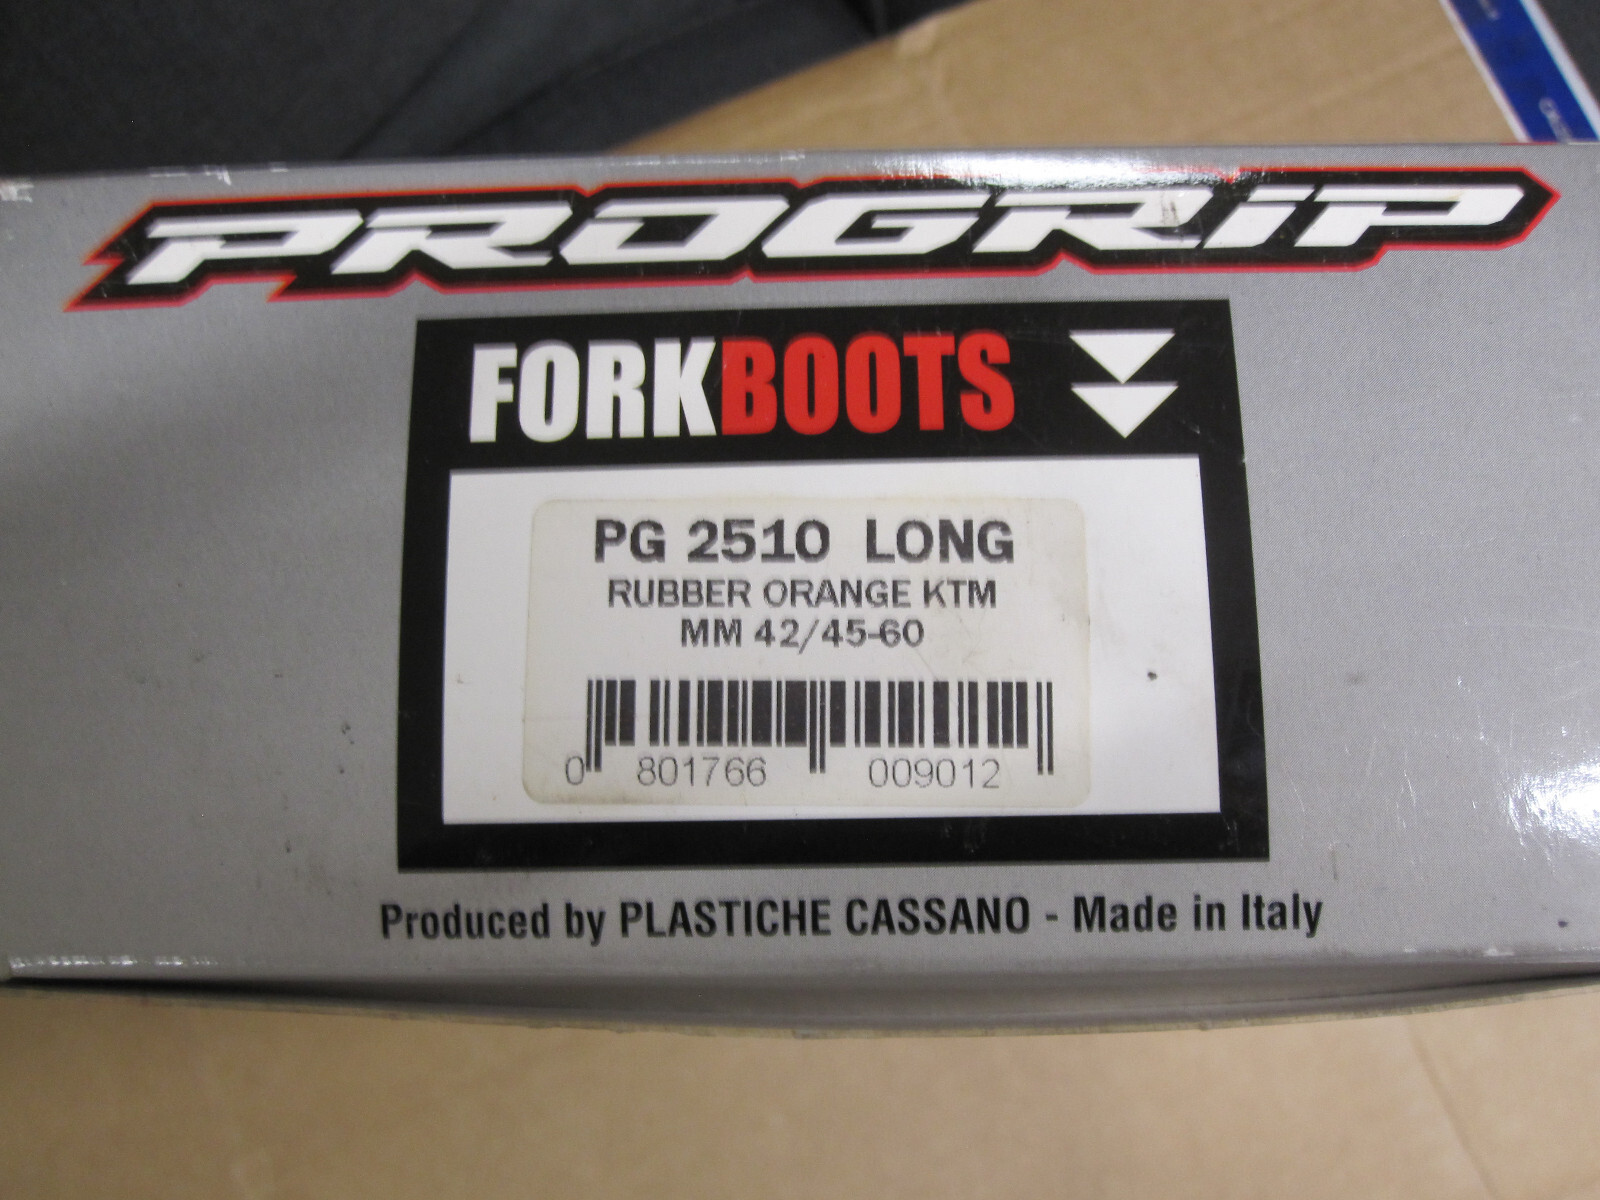 PROGRIP
FORKBOOTS
PG 2510 LONG
RUBBER ORANGE KTM
MM 42/45-60
0 801766 009012
Produced by PLASTICHE CASSANO - Made in Italy